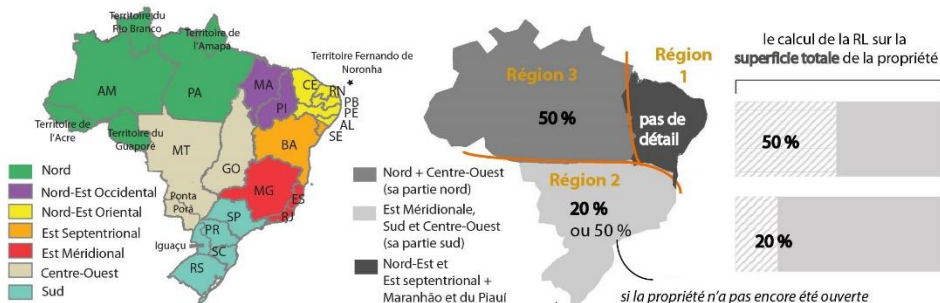 Territoire du
Rio Branco
Territoire de
l'Amapá
Territoire Fernando de
Noronha
AM
PA
MA
CE
RN
PB
PE
AL
SE
PI
Territoire
de l'Acre
Territoire du
Guaporé
MT
GO
BA
MG
ES
RJ
Ponta
Porã
SP
PR
Iguaçu
SC
RS
Nord
Nord-Est Occidental
Nord-Est Oriental
Est Septentrional
Est Méridional
Centre-Ouest
Sud
Région 3
50 %
Région
1
pas de
détail
Région 2
20 %
ou 50 %
Nord + Centre-Ouest
(sa partie nord)
Est Méridionale,
Sud et Centre-Ouest
(sa partie sud)
Nord-Est et
Est septentrional +
Maranhão et du Piauí
si la propriété n'a pas encore été ouverte
le calcul de la RL sur la
superficie totale de la propriété
50 %
20 %